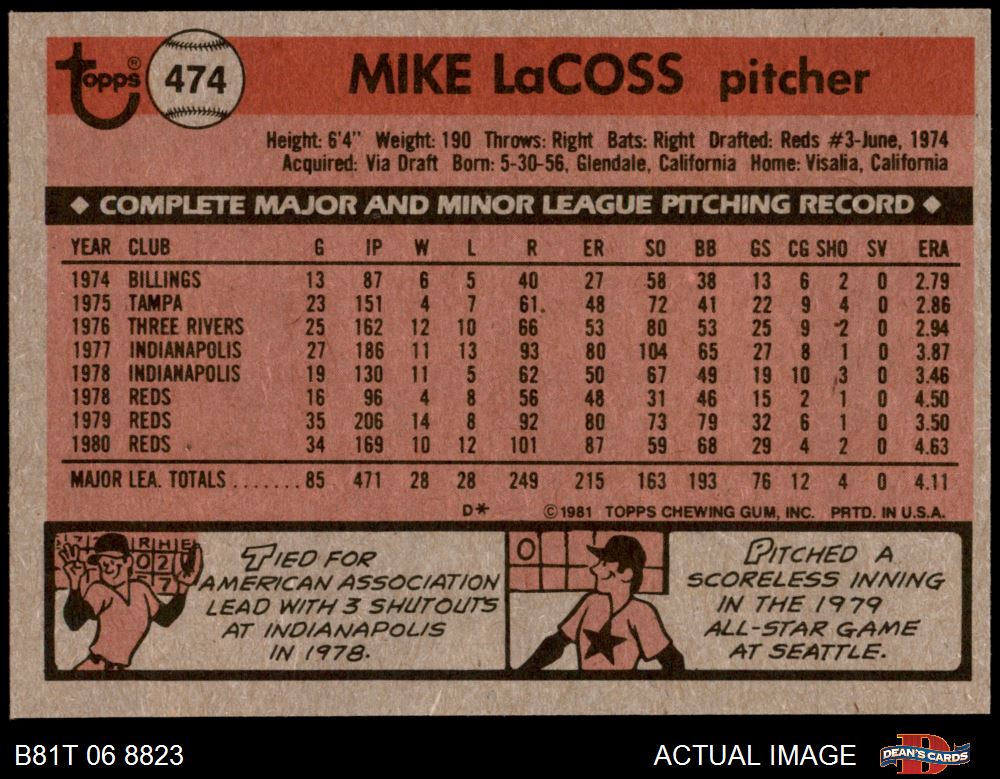 Topps® 474 MIKE LaCOSS pitcher
Height: 6'4" Weight: 190 Throws: Right Bats: Right Drafted: Reds #3-June, 1974
Acquired: Via Draft Born: 5-30-56, Glendale, California Home: Visalia, California
◆ COMPLETE MAJOR AND MINOR LEAGUE PITCHING RECORD ◆
YEAR CLUB G IP W L R ER SO BB GS CG SHO SV ERA
1974 BILLINGS 13 87 6 5 40 27 58 38 13 6 2 0 2.79
1975 TAMPA 23 151 4 7 61 48 72 41 22 9 4 0 2.86
1976 THREE RIVERS 25 162 12 10 66 53 80 53 25 9 2 0 2.94
1977 INDIANAPOLIS 27 186 11 13 93 80 104 65 27 8 1 0 3.87
1978 INDIANAPOLIS 19 130 11 5 62 50 67 49 19 10 3 0 3.46
1978 REDS 16 96 4 8 56 48 31 46 15 2 1 0 4.50
1979 REDS 35 206 14 8 92 80 73 79 32 6 1 0 3.50
1980 REDS 34 169 10 12 101 87 59 68 29 4 2 0 4.63
MAJOR LEA. TOTALS ....... 85 471 28 28 249 215 163 193 76 12 4 0 4.11
D* © 1981 TOPPS CHEWING GUM, INC. PRTD. IN U.S.A.
RHE
020
TIED FOR
AMERICAN ASSOCIATION
LEAD WITH 3 SHUTOUTS
AT INDIANAPOLIS
IN 1978.
0
PITCHED A
SCORELESS INNING
IN THE 1979
ALL-STAR GAME
AT SEATTLE.
B81T 06 8823 ACTUAL IMAGE DEAN'S CARDS